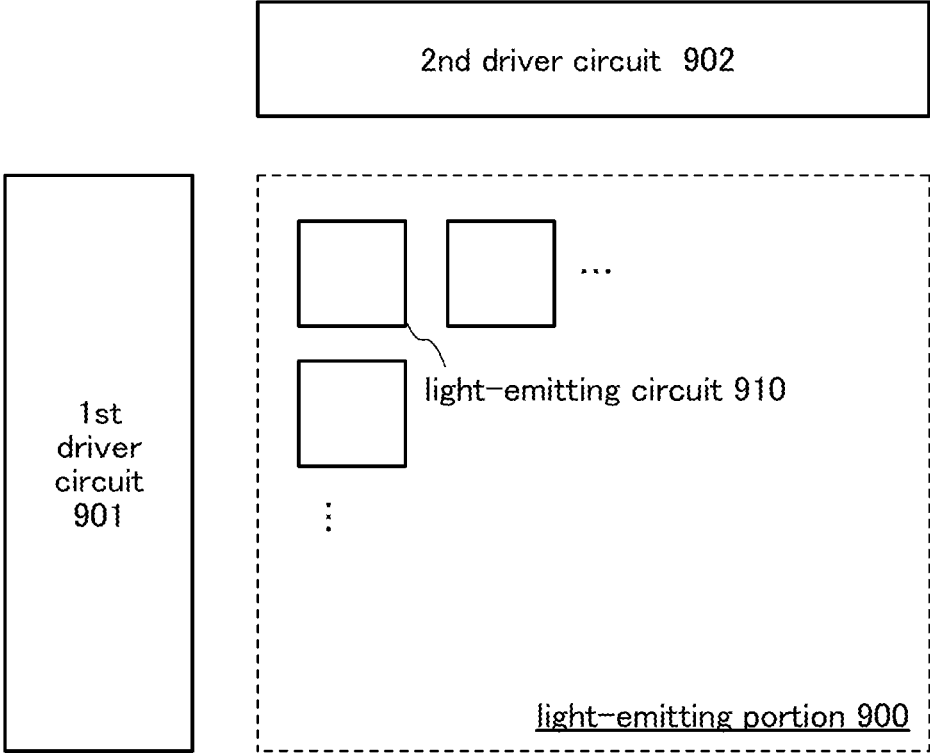 2nd driver circuit 902
...
light-emitting circuit 910
1st
driver
circuit
901
⋮
light-emitting portion 900